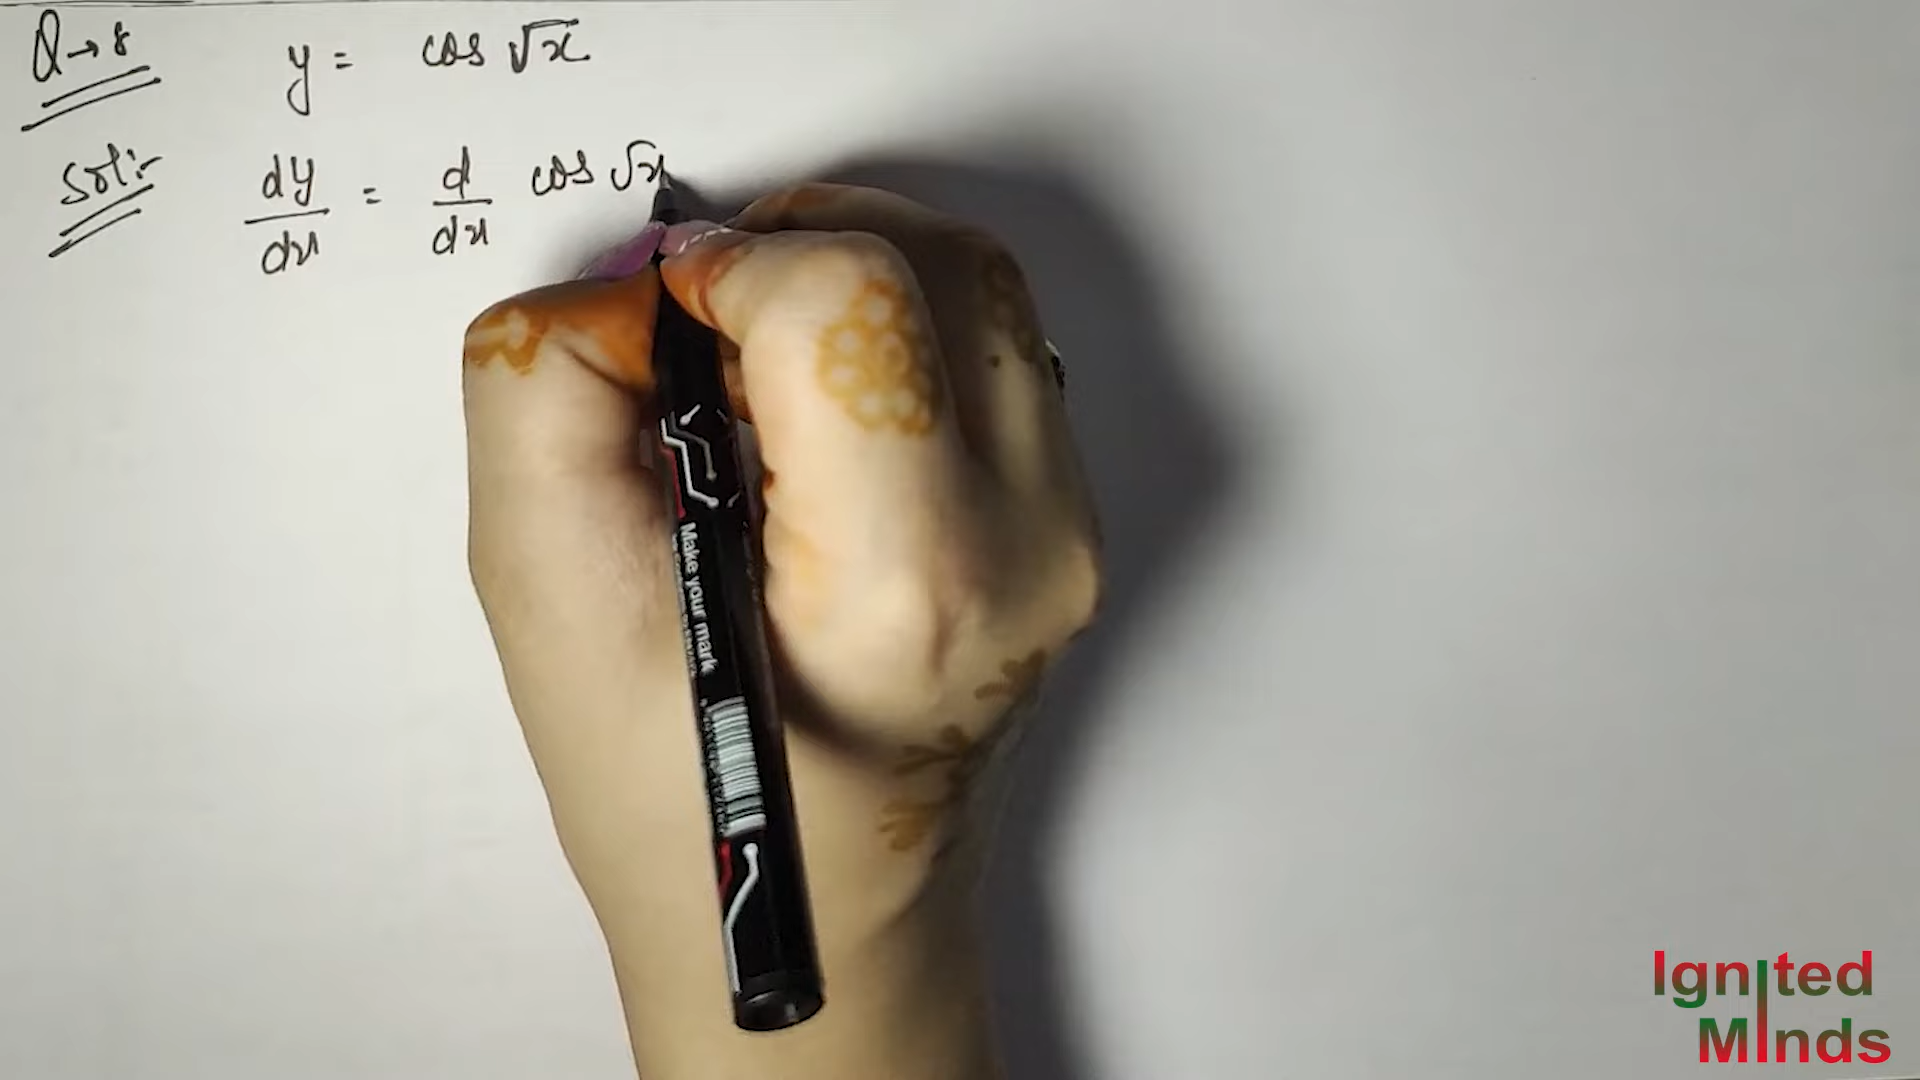 Q→8 y = cos √x
Sol:- dy/dx = d/dx cos √x
Make your mark
Ignited
Minds